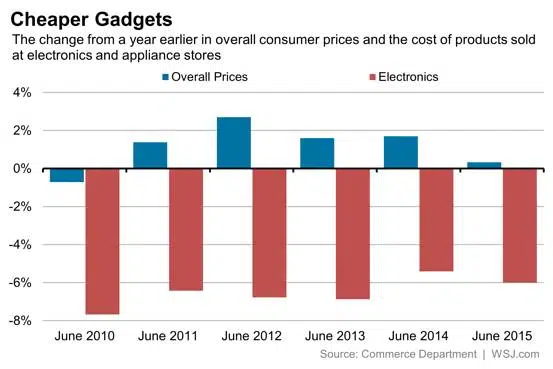 Cheaper Gadgets
The change from a year earlier in overall consumer prices and the cost of products sold
at electronics and appliance stores
Overall Prices Electronics
4%
2%
0%
-2%
-4%
-6%
-8%
June 2010 June 2011 June 2012 June 2013 June 2014 June 2015
Source: Commerce Department | WSJ.com